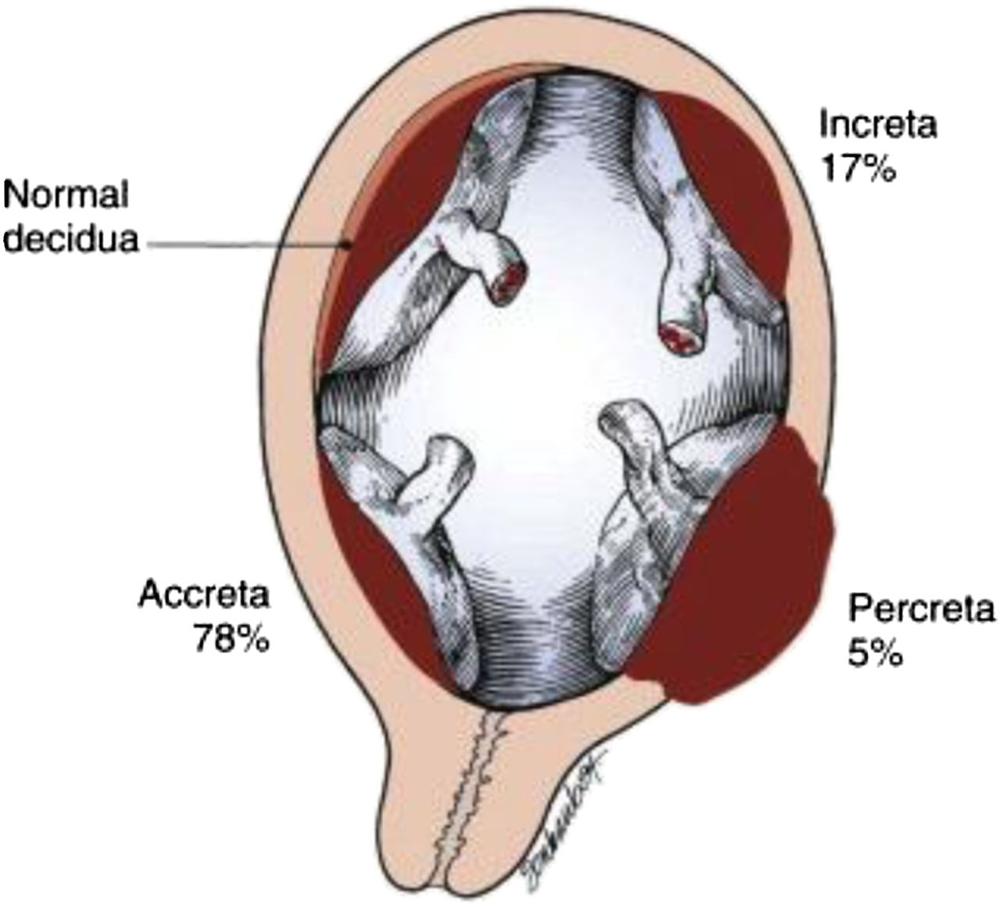 Increta
17%
Normal
decidua
Accreta
78%
Percreta
5%